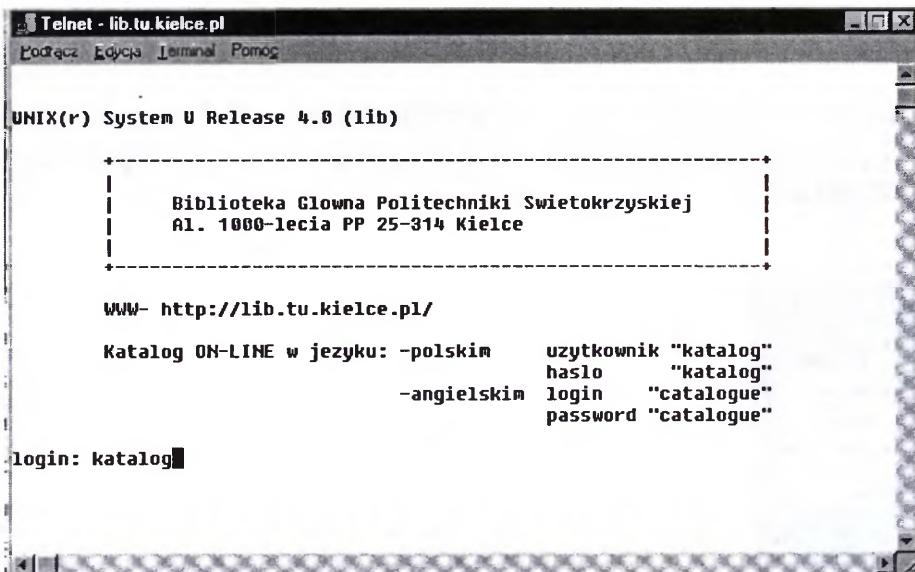 Telnet - lib.tu.kielce.pl
Podłącz Edycja Terminal Pomoc
UNIX(r) System U Release 4.0 (lib)
Biblioteka Glowna Politechniki Swietokrzyskiej
Al. 1000-lecia PP 25-314 Kielce
WWW- http://lib.tu.kielce.pl/
Katalog ON-LINE w jezyku: -polskim uzytkownik "katalog"
haslo "katalog"
-angielskim login "catalogue"
password "catalogue"
login: katalog